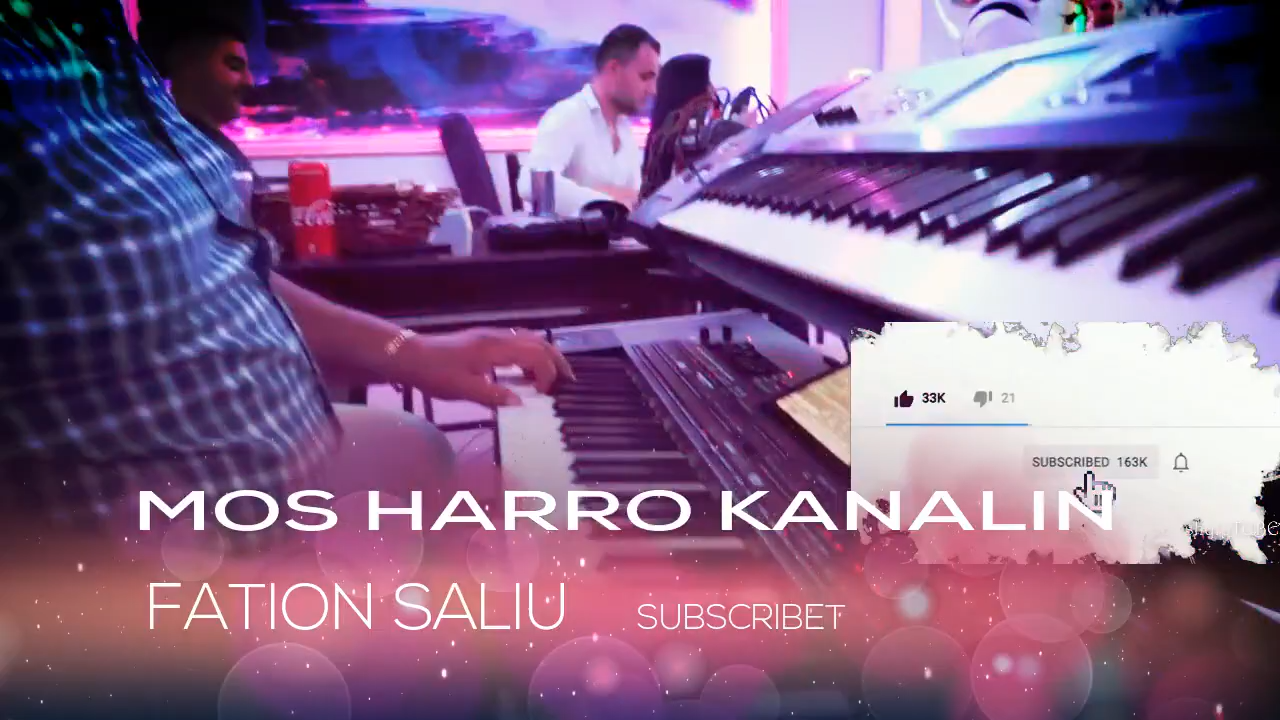 33K 21
SUBSCRIBED 163K
MOS HARRO KANALIN
FATION SALIU SUBSCRIBET